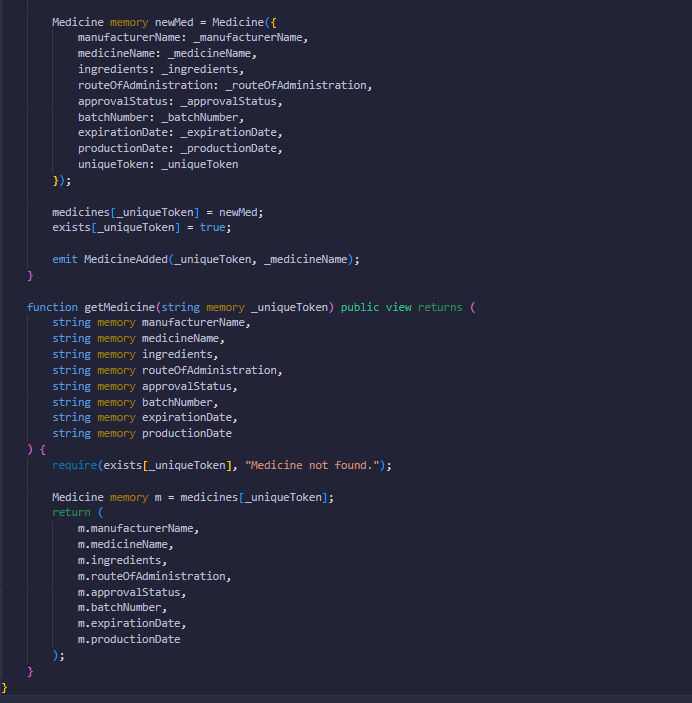 Medicine memory newMed = Medicine({
manufacturerName: _manufacturerName,
medicineName: _medicineName,
ingredients: _ingredients,
routeOfAdministration: _routeOfAdministration,
approvalStatus: _approvalStatus,
batchNumber: _batchNumber,
expirationDate: _expirationDate,
productionDate: _productionDate,
uniqueToken: _uniqueToken
});
medicines[_uniqueToken] = newMed;
exists[_uniqueToken] = true;
emit MedicineAdded(_uniqueToken, _medicineName);
}
function getMedicine(string memory _uniqueToken) public view returns (
string memory manufacturerName,
string memory medicineName,
string memory ingredients,
string memory routeOfAdministration,
string memory approvalStatus,
string memory batchNumber,
string memory expirationDate,
string memory productionDate
) {
require(exists[_uniqueToken], "Medicine not found.");
Medicine memory m = medicines[_uniqueToken];
return (
m.manufacturerName,
m.medicineName,
m.ingredients,
m.routeOfAdministration,
m.approvalStatus,
m.batchNumber,
m.expirationDate,
m.productionDate
);
}
}